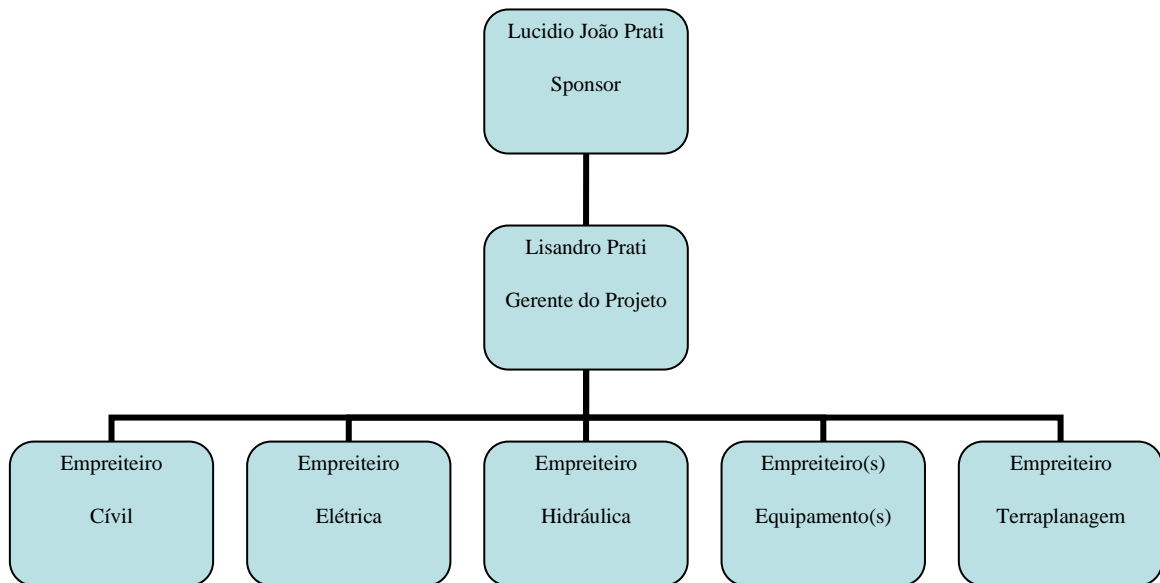 Lucidio João Prati
Sponsor
Lisandro Prati
Gerente do Projeto
Empreiteiro
Cívil
Empreiteiro
Elétrica
Empreiteiro
Hidráulica
Empreiteiro(s)
Equipamento(s)
Empreiteiro
Terraplanagem